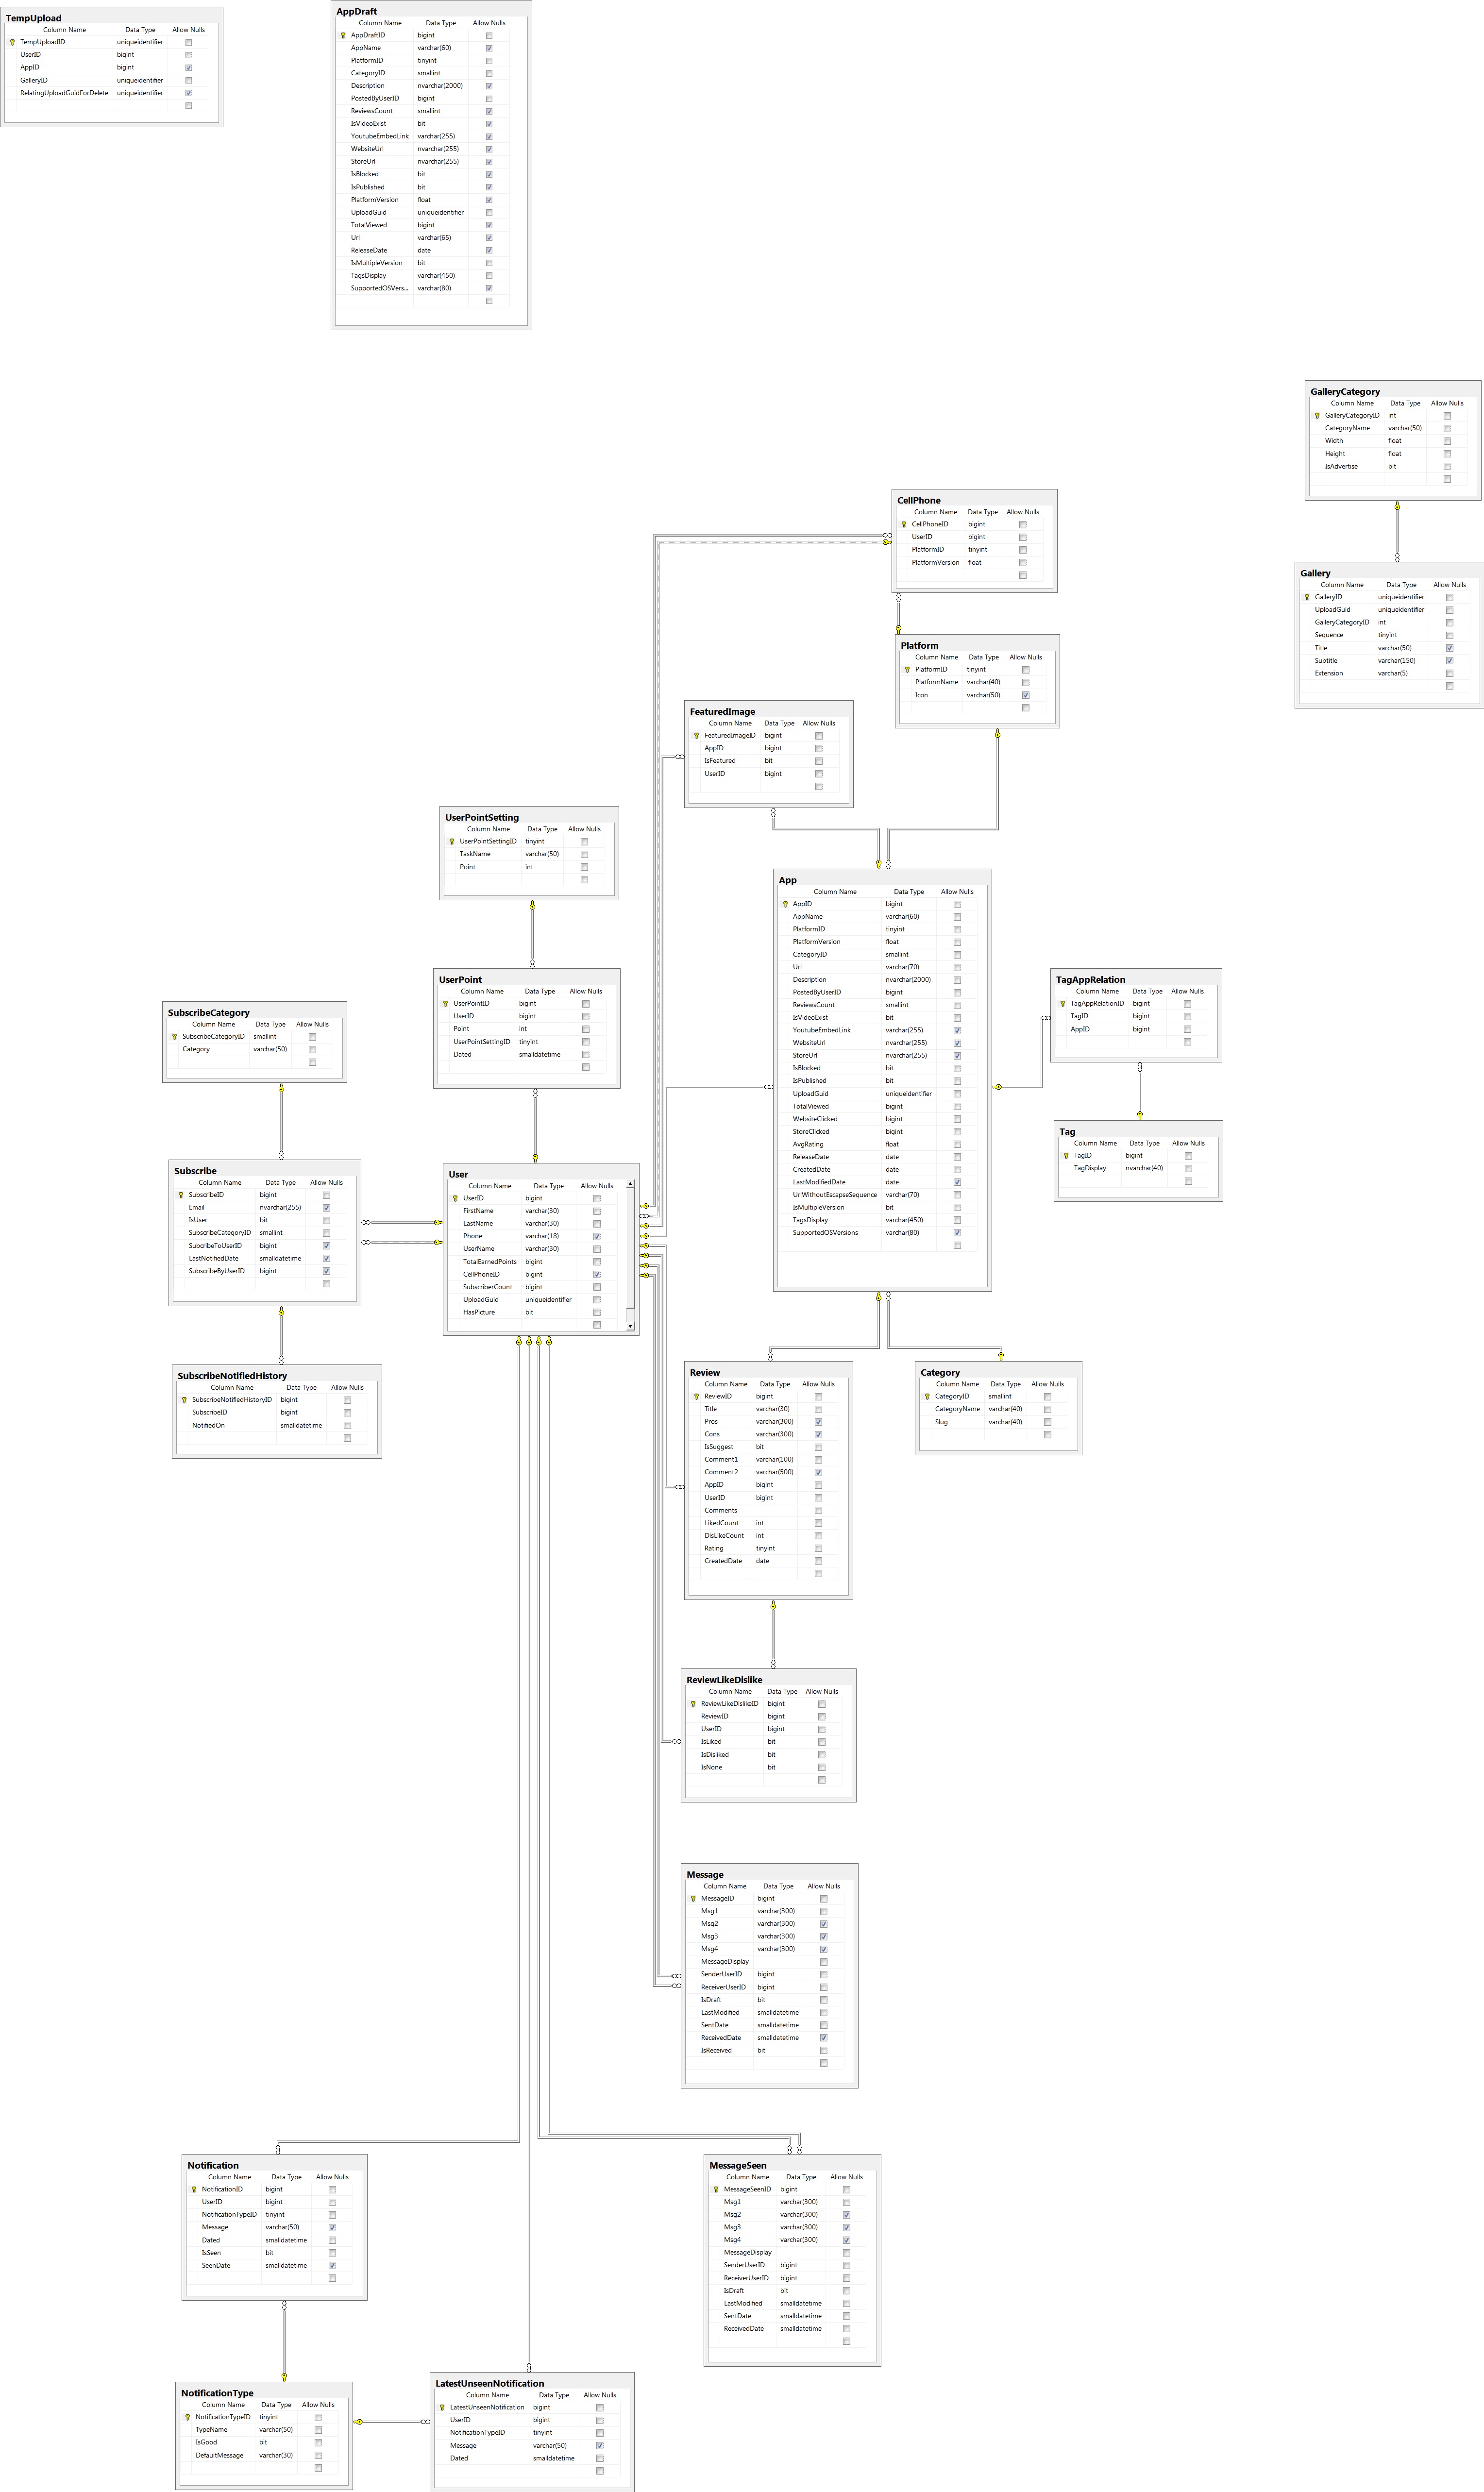 TempUpload
Column Name Data Type Allow Nulls
TempUploadID uniqueidentifier
UserID bigint
AppID bigint
GalleryID uniqueidentifier
RelatingUploadGuidForDelete uniqueidentifier
AppDraft
Column Name Data Type Allow Nulls
AppDraftID bigint
AppName varchar(60)
PlatformID tinyint
CategoryID smallint
Description nvarchar(2000)
PostedByUserID bigint
ReviewsCount smallint
IsVideoExist bit
YoutubeEmbedLink varchar(255)
WebsiteUrl nvarchar(255)
StoreUrl nvarchar(255)
IsBlocked bit
IsPublished bit
PlatformVersion float
UploadGuid uniqueidentifier
TotalViewed bigint
Url varchar(65)
ReleaseDate date
IsMultipleVersion bit
TagsDisplay varchar(450)
SupportedOSVers... varchar(80)
GalleryCategory
Column Name Data Type Allow Nulls
GalleryCategoryID int
CategoryName varchar(50)
Width float
Height float
IsAdvertise bit
CellPhone
Column Name Data Type Allow Nulls
CellPhoneID bigint
UserID bigint
PlatformID tinyint
PlatformVersion float
Gallery
Column Name Data Type Allow Nulls
GalleryID uniqueidentifier
UploadGuid uniqueidentifier
GalleryCategoryID int
Sequence tinyint
Title varchar(50)
Subtitle varchar(150)
Extension varchar(5)
Platform
Column Name Data Type Allow Nulls
PlatformID tinyint
PlatformName varchar(40)
Icon varchar(50)
FeaturedImage
Column Name Data Type Allow Nulls
FeaturedImageID bigint
AppID bigint
IsFeatured bit
UserID bigint
UserPointSetting
Column Name Data Type Allow Nulls
UserPointSettingID tinyint
TaskName varchar(50)
Point int
App
Column Name Data Type Allow Nulls
AppID bigint
AppName varchar(60)
PlatformID tinyint
PlatformVersion float
CategoryID smallint
Url varchar(70)
Description nvarchar(2000)
PostedByUserID bigint
ReviewsCount smallint
IsVideoExist bit
YoutubeEmbedLink varchar(255)
WebsiteUrl nvarchar(255)
StoreUrl nvarchar(255)
IsBlocked bit
IsPublished bit
UploadGuid uniqueidentifier
TotalViewed bigint
WebsiteClicked bigint
StoreClicked bigint
AvgRating float
ReleaseDate date
CreatedDate date
LastModifiedDate date
UrlWithoutEscapeSequence varchar(70)
IsMultipleVersion bit
TagsDisplay varchar(450)
SupportedOSVersions varchar(80)
UserPoint
Column Name Data Type Allow Nulls
UserPointID bigint
UserID bigint
Point int
UserPointSettingID tinyint
Dated smalldatetime
TagAppRelation
Column Name Data Type Allow Nulls
TagAppRelationID bigint
TagID bigint
AppID bigint
SubscribeCategory
Column Name Data Type Allow Nulls
SubscribeCategoryID smallint
Category varchar(50)
Tag
Column Name Data Type Allow Nulls
TagID bigint
TagDisplay nvarchar(40)
Subscribe
Column Name Data Type Allow Nulls
SubscribeID bigint
Email nvarchar(255)
IsUser bit
SubscribeCategoryID smallint
SubcribeToUserID bigint
LastNotifiedDate smalldatetime
SubscribeByUserID bigint
User
Column Name Data Type Allow Nulls
UserID bigint
FirstName varchar(30)
LastName varchar(30)
Phone varchar(18)
UserName varchar(30)
TotalEarnedPoints bigint
CellPhoneID bigint
SubscriberCount bigint
UploadGuid uniqueidentifier
HasPicture bit
SubscribeNotifiedHistory
Column Name Data Type Allow Nulls
SubscribeNotifiedHistoryID bigint
SubscribeID bigint
NotifiedOn smalldatetime
Review
Column Name Data Type Allow Nulls
ReviewID bigint
Title varchar(30)
Pros varchar(300)
Cons varchar(300)
IsSuggest bit
Comment1 varchar(100)
Comment2 varchar(500)
AppID bigint
UserID bigint
Comments
LikedCount int
DisLikeCount int
Rating tinyint
CreatedDate date
Category
Column Name Data Type Allow Nulls
CategoryID smallint
CategoryName varchar(40)
Slug varchar(40)
ReviewLikeDislike
Column Name Data Type Allow Nulls
ReviewLikeDislikeID bigint
ReviewID bigint
UserID bigint
IsLiked bit
IsDisliked bit
IsNone bit
Message
Column Name Data Type Allow Nulls
MessageID bigint
Msg1 varchar(300)
Msg2 varchar(300)
Msg3 varchar(300)
Msg4 varchar(300)
MessageDisplay
SenderUserID bigint
ReceiverUserID bigint
IsDraft bit
LastModified smalldatetime
SentDate smalldatetime
ReceivedDate smalldatetime
IsReceived bit
Notification
Column Name Data Type Allow Nulls
NotificationID bigint
UserID bigint
NotificationTypeID tinyint
Message varchar(50)
Dated smalldatetime
IsSeen bit
SeenDate smalldatetime
MessageSeen
Column Name Data Type Allow Nulls
MessageSeenID bigint
Msg1 varchar(300)
Msg2 varchar(300)
Msg3 varchar(300)
Msg4 varchar(300)
MessageDisplay
SenderUserID bigint
ReceiverUserID bigint
IsDraft bit
LastModified smalldatetime
SentDate smalldatetime
ReceivedDate smalldatetime
NotificationType
Column Name Data Type Allow Nulls
NotificationTypeID tinyint
TypeName varchar(50)
IsGood bit
DefaultMessage varchar(30)
LatestUnseenNotification
Column Name Data Type Allow Nulls
LatestUnseenNotification bigint
UserID bigint
NotificationTypeID tinyint
Message varchar(50)
Dated smalldatetime